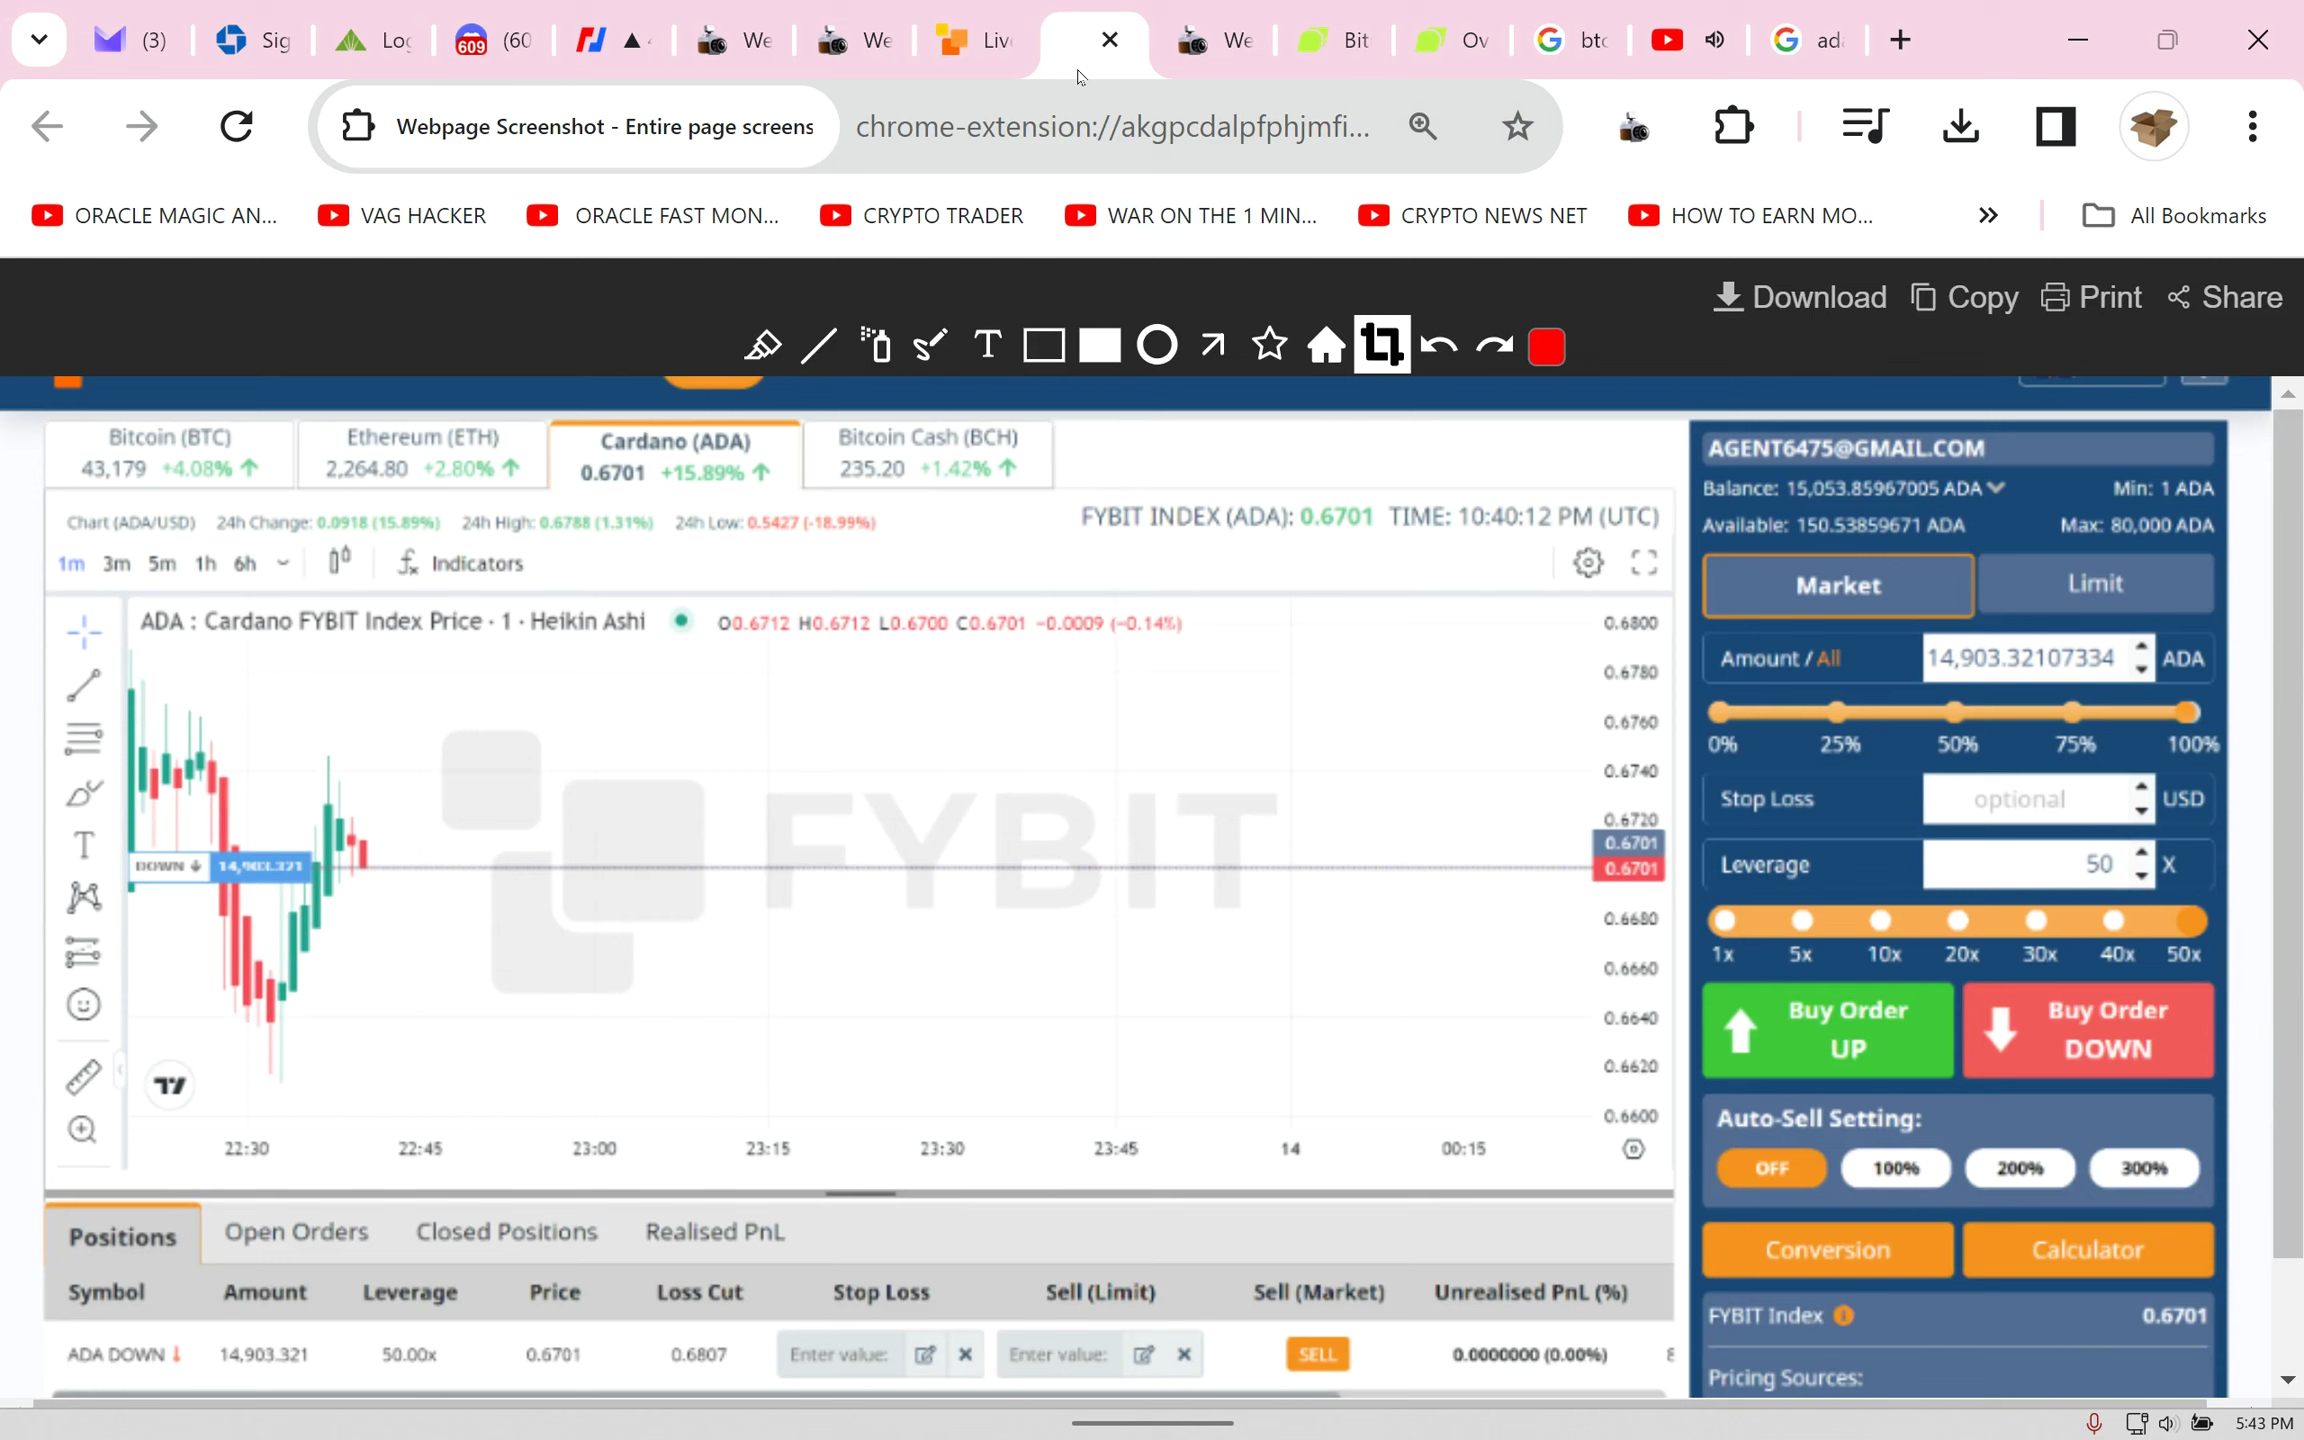 (3) Sig Log 609 (60 ▲ 4 We We Liv We Bit Ov btc ad
Webpage Screenshot - Entire page screens chrome-extension://akgpcdalpfphjmfi...
ORACLE MAGIC AN... VAG HACKER ORACLE FAST MON... CRYPTO TRADER WAR ON THE 1 MIN... CRYPTO NEWS NET HOW TO EARN MO... » All Bookmarks
Download Copy Print Share
Bitcoin (BTC) Ethereum (ETH) Cardano (ADA) Bitcoin Cash (BCH)
43,179 +4.08% ↑ 2,264.80 +2.80% ↑ 0.6701 +15.89% ↑ 235.20 +1.42% ↑
Chart (ADA/USD) 24h Change: 0.0918 (15.89%) 24h High: 0.6788 (1.31%) 24h Low: 0.5427 (-18.99%) FYBIT INDEX (ADA): 0.6701 TIME: 10:40:12 PM (UTC)
1m 3m 5m 1h 6h Indicators
ADA : Cardano FYBIT Index Price · 1 · Heikin Ashi O0.6712 H0.6712 L0.6700 C0.6701 −0.0009 (−0.14%)
0.6800
0.6780
0.6760
0.6740
0.6720
0.6701
DOWN ↓ 14,903.321 0.6701
FYBIT
0.6680
0.6660
0.6640
0.6620
0.6600
22:30 22:45 23:00 23:15 23:30 23:45 14 00:15
Positions Open Orders Closed Positions Realised PnL
Symbol Amount Leverage Price Loss Cut Stop Loss Sell (Limit) Sell (Market) Unrealised PnL (%)
ADA DOWN ↓ 14,903.321 50.00x 0.6701 0.6807 Enter value: Enter value: SELL 0.0000000 (0.00%)
AGENT6475@GMAIL.COM
Balance: 15,053.85967005 ADA Min: 1 ADA
Available: 150.53859671 ADA Max: 80,000 ADA
Market Limit
Amount / All 14,903.32107334 ADA
0% 25% 50% 75% 100%
Stop Loss optional USD
Leverage 50 X
1x 5x 10x 20x 30x 40x 50x
Buy Order UP Buy Order DOWN
Auto-Sell Setting:
OFF 100% 200% 300%
Conversion Calculator
FYBIT Index 0.6701
Pricing Sources:
5:43 PM